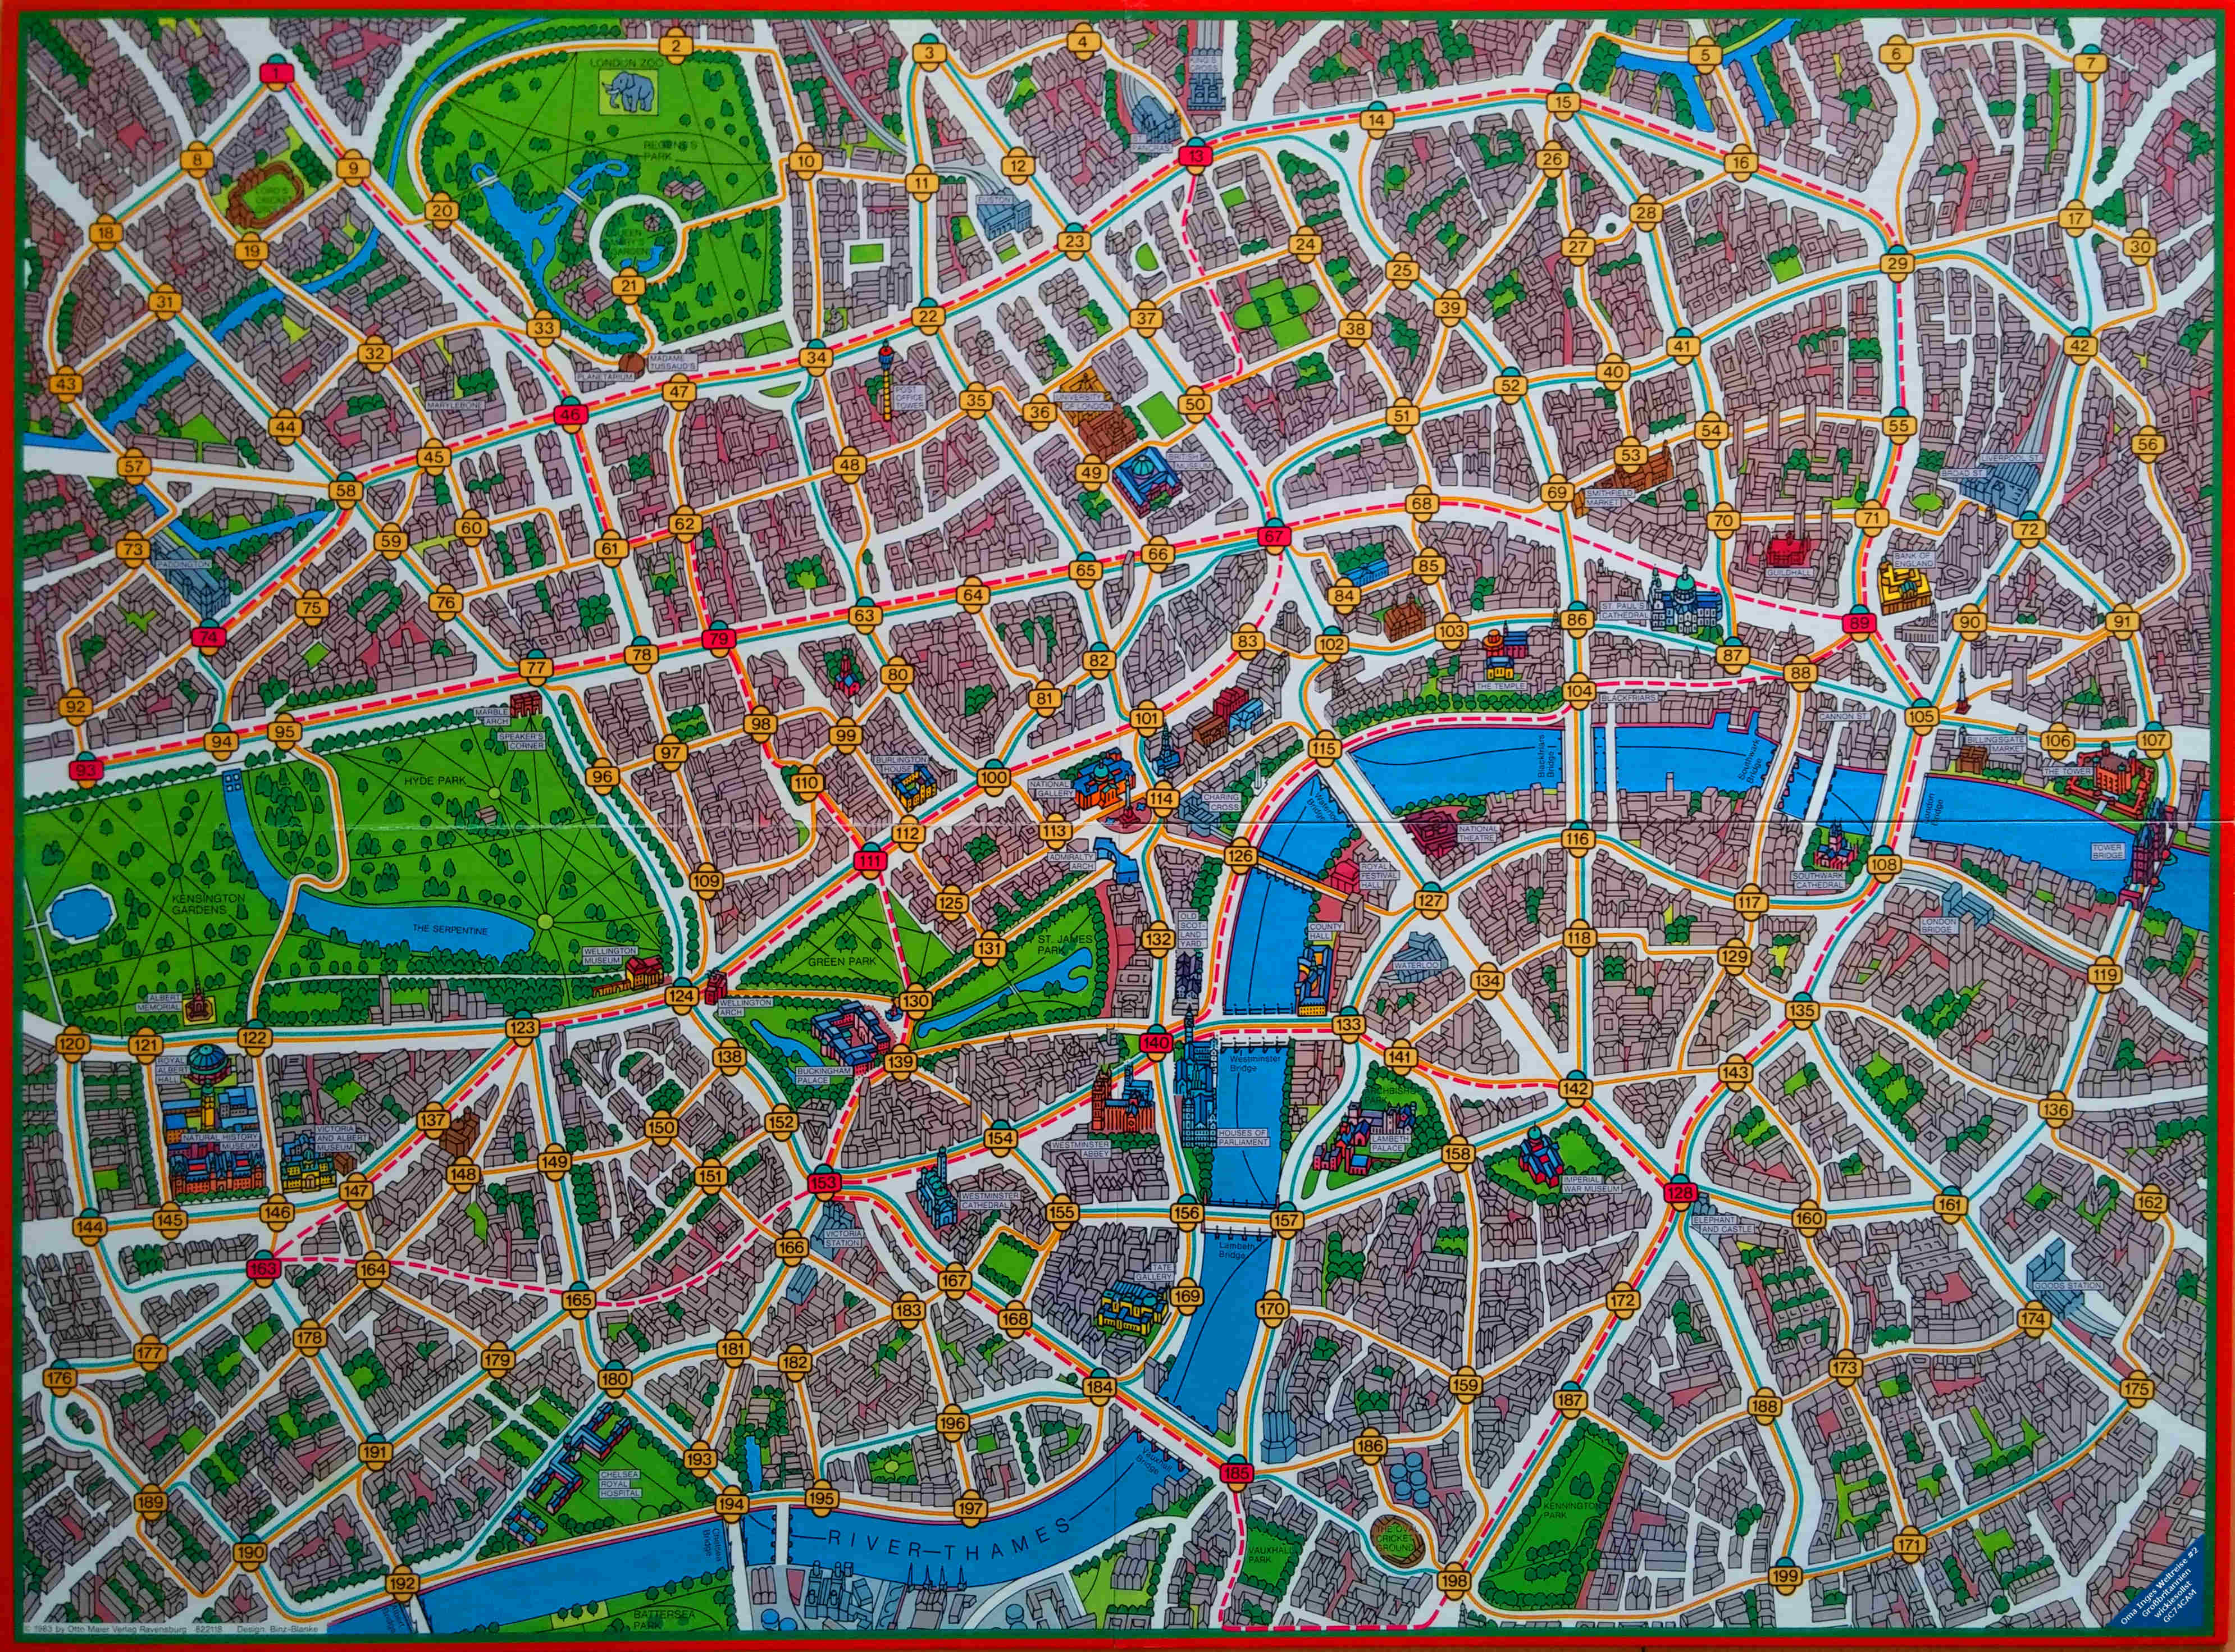 1
2
3
4
5
6
7
LONDON ZOO
KING'S
CROSS
8
9
10
11
12
13
14
15
16
ST.
PANCRAS
REGENT'S
PARK
LORD'S
CRICKET
EUSTON
17
18
19
20
21
QUEEN
MARY'S
GARDENS
22
23
24
25
26
27
28
29
30
31
32
33
34
35
36
37
38
39
40
41
42
PLANETARIUM
MADAME
TUSSAUD'S
MARYLEBONE
POST
OFFICE
TOWER
UNIVERSITY
OF LONDON
43
44
45
46
47
48
49
50
51
52
53
54
55
56
BRITISH
MUSEUM
SMITHFIELD
MARKET
LIVERPOOL ST.
BROAD ST.
57
58
59
60
61
62
63
64
65
66
67
68
69
70
71
72
PADDINGTON
GUILDHALL
BANK OF
ENGLAND
ST. PAUL'S
CATHEDRAL
73
74
75
76
77
78
79
80
81
82
83
84
85
86
87
88
89
90
91
THE TEMPLE
BLACKFRIARS
CANNON ST.
MARBLE
ARCH
SPEAKER'S
CORNER
92
93
94
95
96
97
98
99
100
101
102
103
104
105
106
107
BILLINGSGATE
MARKET
THE TOWER
TOWER
BRIDGE
HYDE PARK
BURLINGTON
HOUSE
NATIONAL
GALLERY
CHARING
CROSS
Waterloo
Bridge
Blackfriars
Bridge
Southwark
Bridge
London
Bridge
108
109
110
111
112
113
114
115
116
117
118
119
ADMIRALTY
ARCH
NATIONAL
THEATRE
ROYAL
FESTIVAL
HALL
SOUTHWARK
CATHEDRAL
LONDON
BRIDGE
KENSINGTON
GARDENS
THE SERPENTINE
WELLINGTON
MUSEUM
GREEN PARK
ST. JAMES
PARK
OLD
SCOT-
LAND
YARD
COUNTY
HALL
WATERLOO
ALBERT
MEMORIAL
WELLINGTON
ARCH
120
121
122
123
124
125
126
127
128
129
130
131
132
133
134
135
136
ROYAL
ALBERT
HALL
BUCKINGHAM
PALACE
Westminster
Bridge
HOUSES OF
PARLIAMENT
WESTMINSTER
ABBEY
LAMBETH
PALACE
NATURAL HISTORY
MUSEUM
VICTORIA
AND ALBERT
MUSEUM
IMPERIAL
WAR MUSEUM
137
138
139
140
141
142
143
144
145
146
147
148
149
150
151
152
153
154
155
156
157
158
159
160
161
162
WESTMINSTER
CATHEDRAL
VICTORIA
STATION
Lambeth
Bridge
TATE
GALLERY
ELEPHANT
AND CASTLE
GOODS STATION
163
164
165
166
167
168
169
170
171
172
173
174
175
176
177
178
179
180
181
182
183
184
185
186
187
188
CHELSEA
ROYAL
HOSPITAL
Vauxhall
Bridge
Chelsea
Bridge
RIVER—THAMES
THE OVAL
CRICKET
GROUND
KENNINGTON
PARK
VAUXHALL
PARK
BATTERSEA
PARK
189
190
191
192
193
194
195
196
197
198
199
© 1983 by Otto Maier Verlag Ravensburg 622118 Design: Binz-Blanke
Oma Inges Weltreise #2
Großbritannien
wickieoflst
GC74CAM